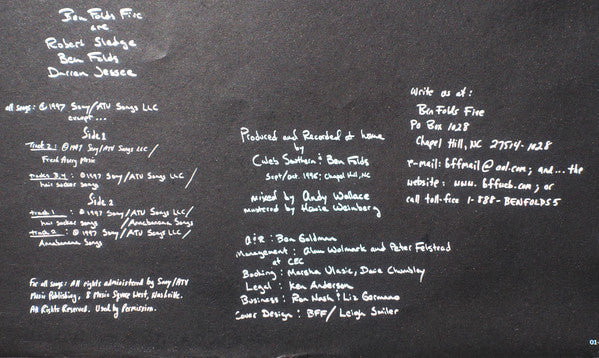 Ben Folds Five
are
Robert Sledge
Ben Folds
Darren Jessee
all songs: © 1997 Sony/ATV Songs LLC
except...
Side 1
Track 2: © 1997 Sony/ATV Songs LLC/
Fresh Avery Music
Tracks 3,4: © 1997 Sony/ATV Songs LLC/
hair sucker songs
Side 2
track 1: © 1997 Sony/ATV Songs LLC/
hair sucker songs/Annabanana Songs
track 2: © 1997 Sony/ATV Songs LLC/
Annabanana Songs
For all songs: All rights administered by Sony/ATV
Music Publishing, 8 Music Square West, Nashville.
All Rights Reserved. Used by Permission.
Produced and Recorded at home
by
Caleb Southern & Ben Folds
Sept/Oct. 1996; Chapel Hill, NC
mixed by Andy Wallace
mastered by Howie Weinberg
A&R: Ben Goldman
Management: Alan Wolmark and Peter Felstead
at CEC
Booking: Marsha Vlasic, David Chumbley
Legal: Ken Anderson
Business: Ron Nash & Liz Germano
Cover Design: BFF/Leigh Smiler
Write us at:
Ben Folds Five
PO Box 1028
Chapel Hill, NC 27514-1028
e-mail: bffmail@aol.com; and...the
website: www.bffweb.com; or
call toll-free 1-888-BENFOLDS5
01-